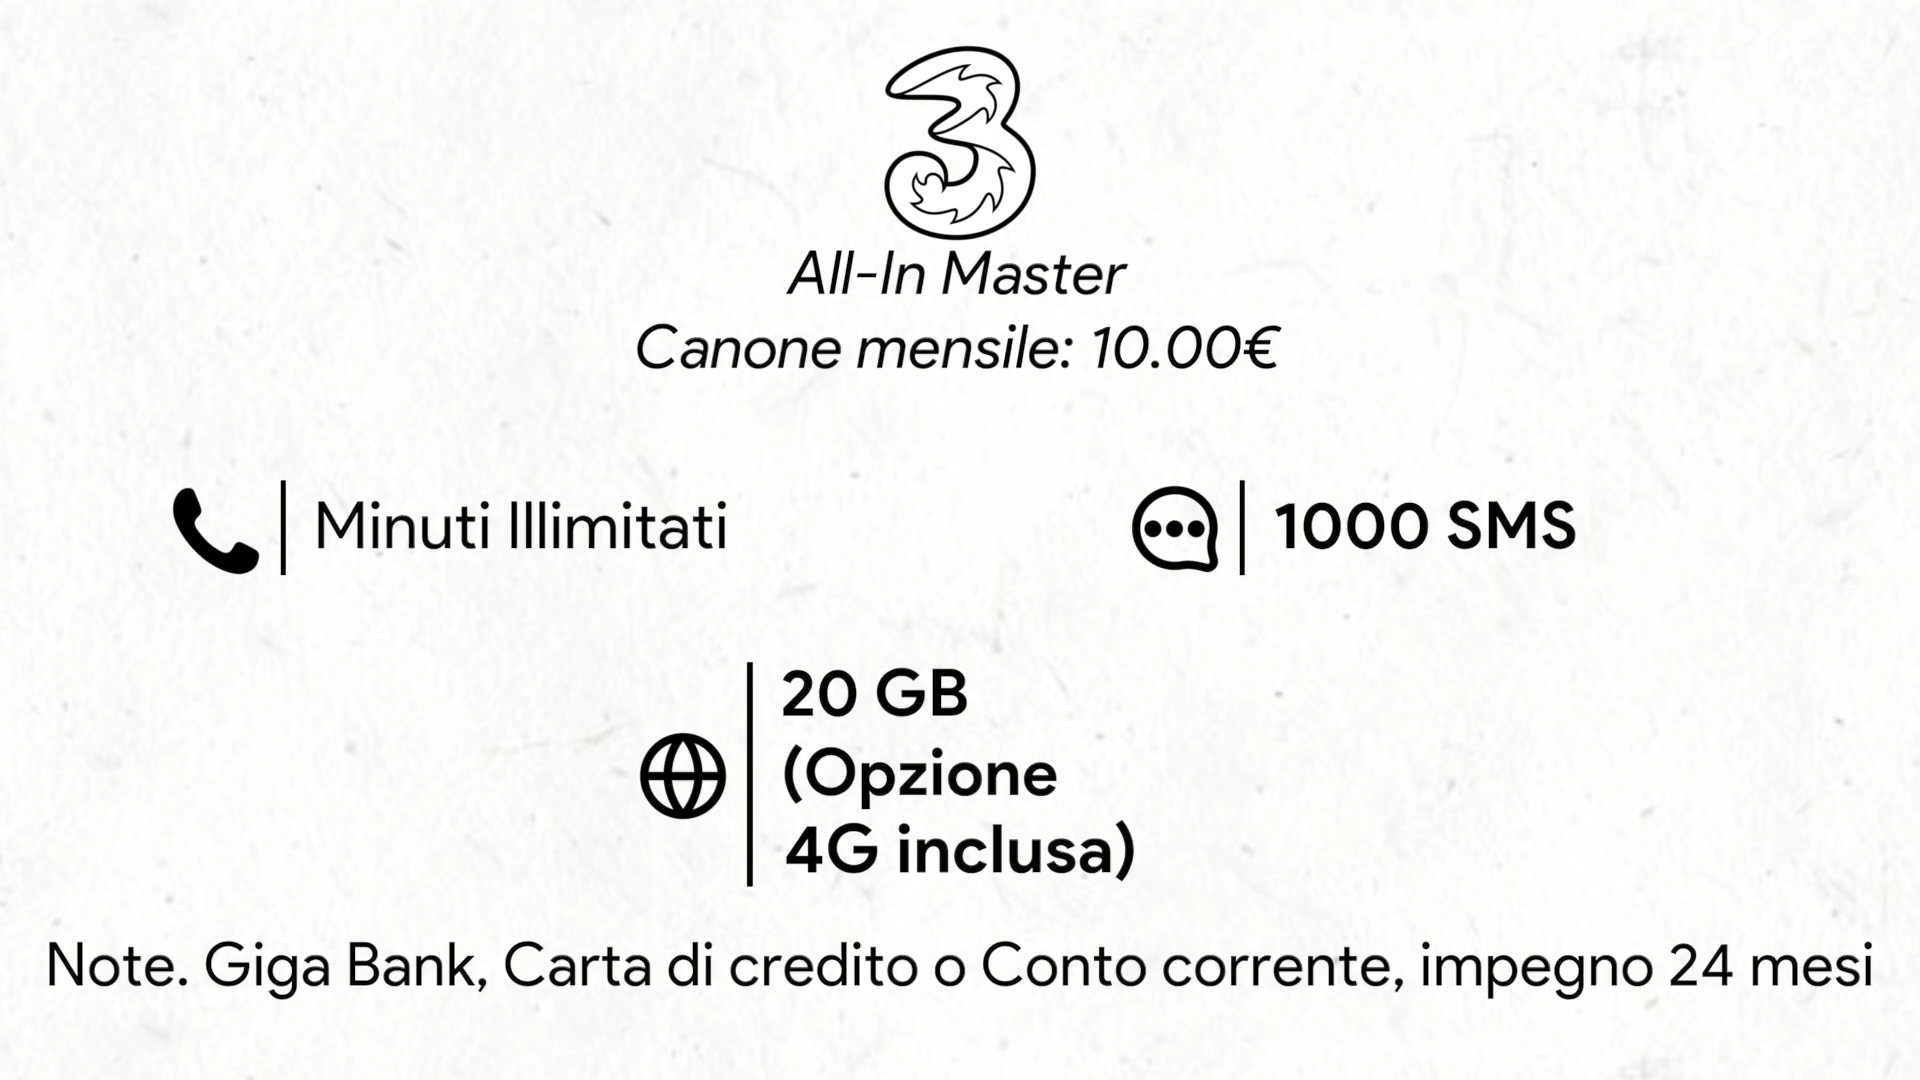 3
All-In Master
Canone mensile: 10.00€
Minuti Illimitati
1000 SMS
20 GB
(Opzione
4G inclusa)
Note. Giga Bank, Carta di credito o Conto corrente, impegno 24 mesi